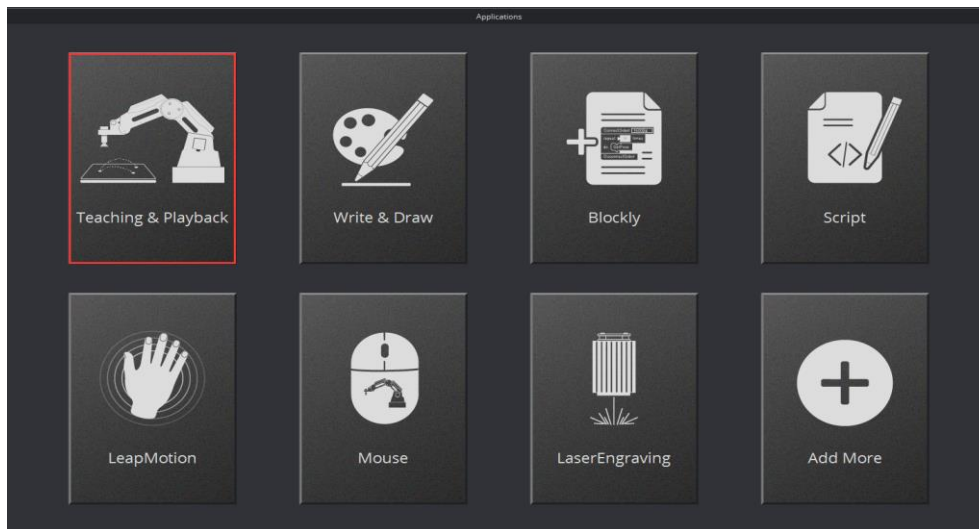 Applications
Teaching & Playback
Write & Draw
Blockly
Script
</>
LeapMotion
Mouse
LaserEngraving
Add More